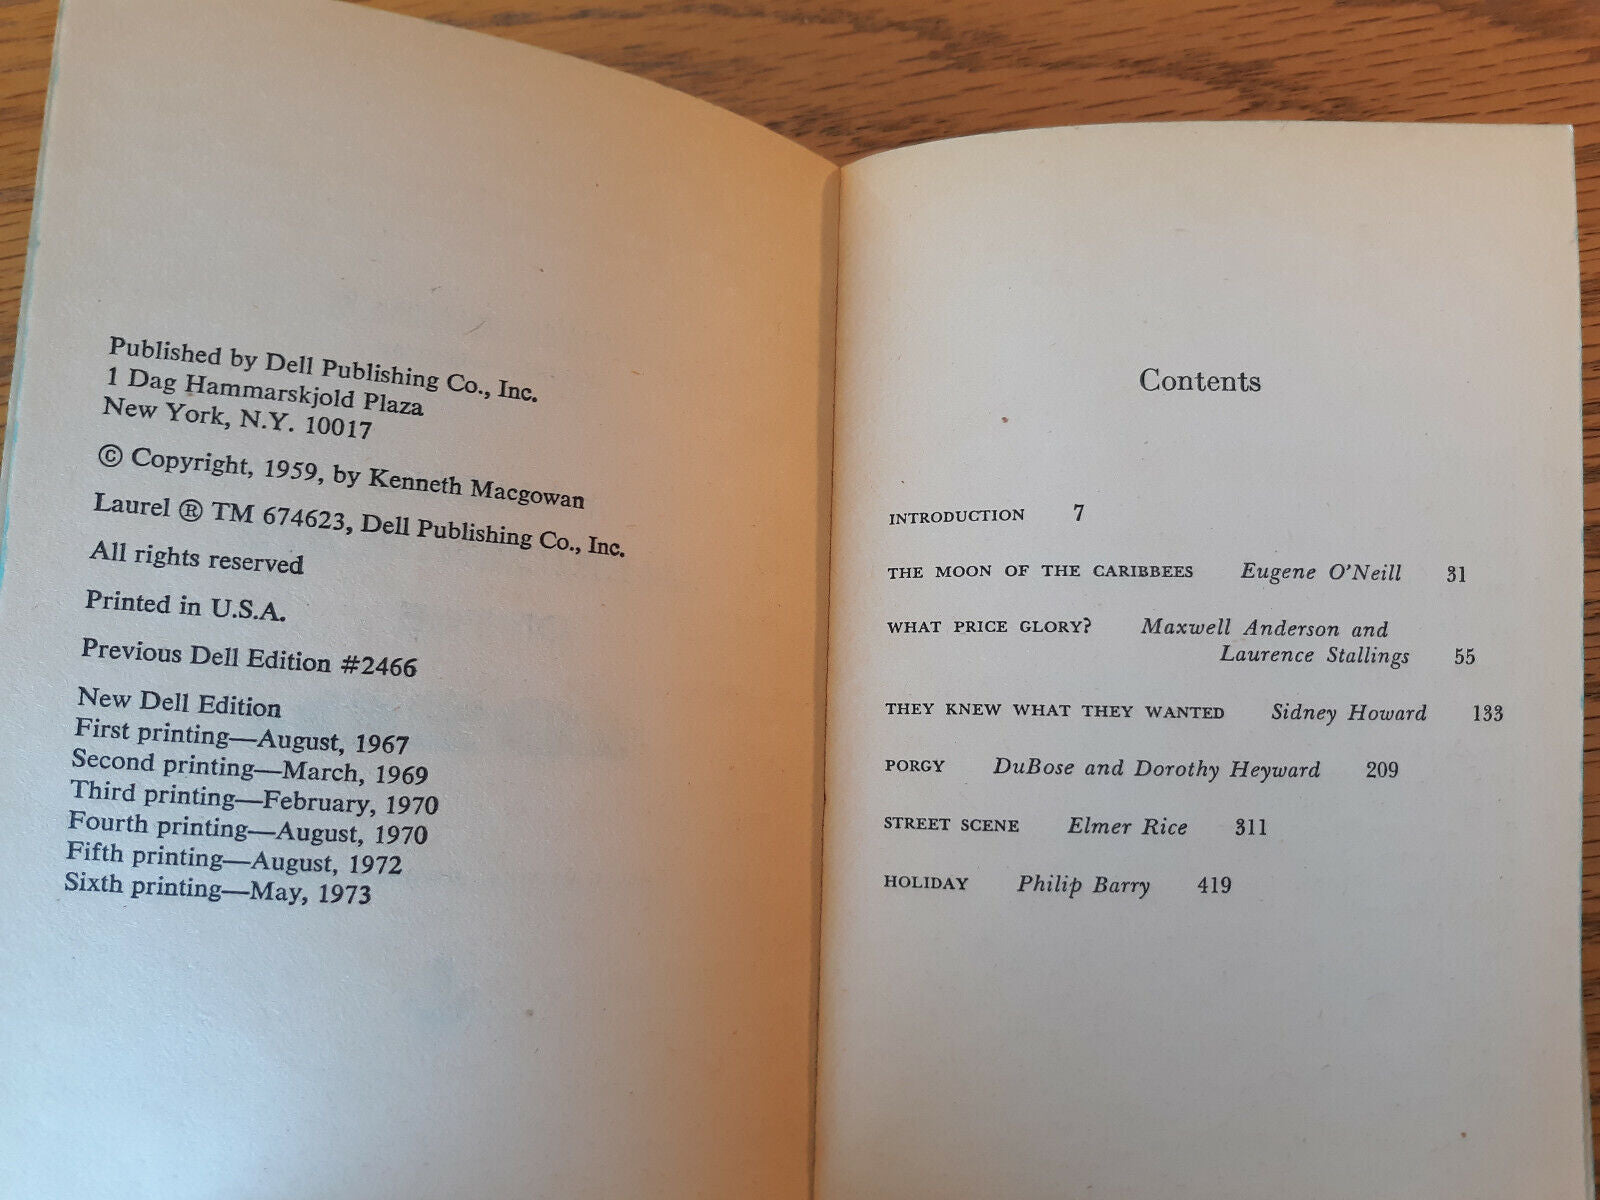 Published by Dell Publishing Co., Inc.
1 Dag Hammarskjold Plaza
New York, N.Y. 10017
© Copyright, 1959, by Kenneth Macgowan
Laurel ® TM 674623, Dell Publishing Co., Inc.
All rights reserved
Printed in U.S.A.
Previous Dell Edition #2466
New Dell Edition
First printing—August, 1967
Second printing—March, 1969
Third printing—February, 1970
Fourth printing—August, 1970
Fifth printing—August, 1972
Sixth printing—May, 1973
Contents
INTRODUCTION 7
THE MOON OF THE CARIBBEES Eugene O'Neill 31
WHAT PRICE GLORY? Maxwell Anderson and
Laurence Stallings 55
THEY KNEW WHAT THEY WANTED Sidney Howard 133
PORGY DuBose and Dorothy Heyward 209
STREET SCENE Elmer Rice 311
HOLIDAY Philip Barry 419